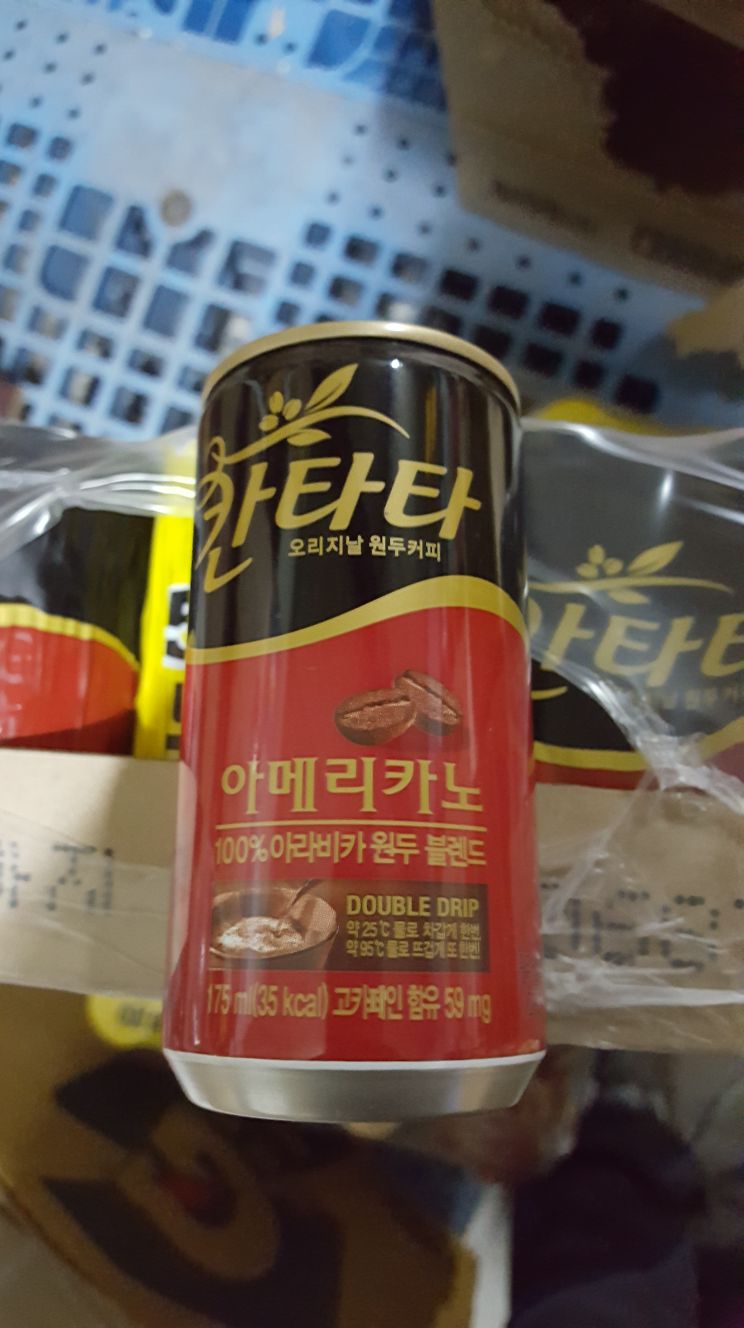 칸타타
오리지날 원두커피
아메리카노
100% 아라비카 원두 블렌드
DOUBLE DRIP
약 25℃ 물로 차갑게 한번!
약 95℃ 물로 뜨겁게 또 한번!
175 ml(35 kcal) 고카페인 함유 59 mg
칸타타